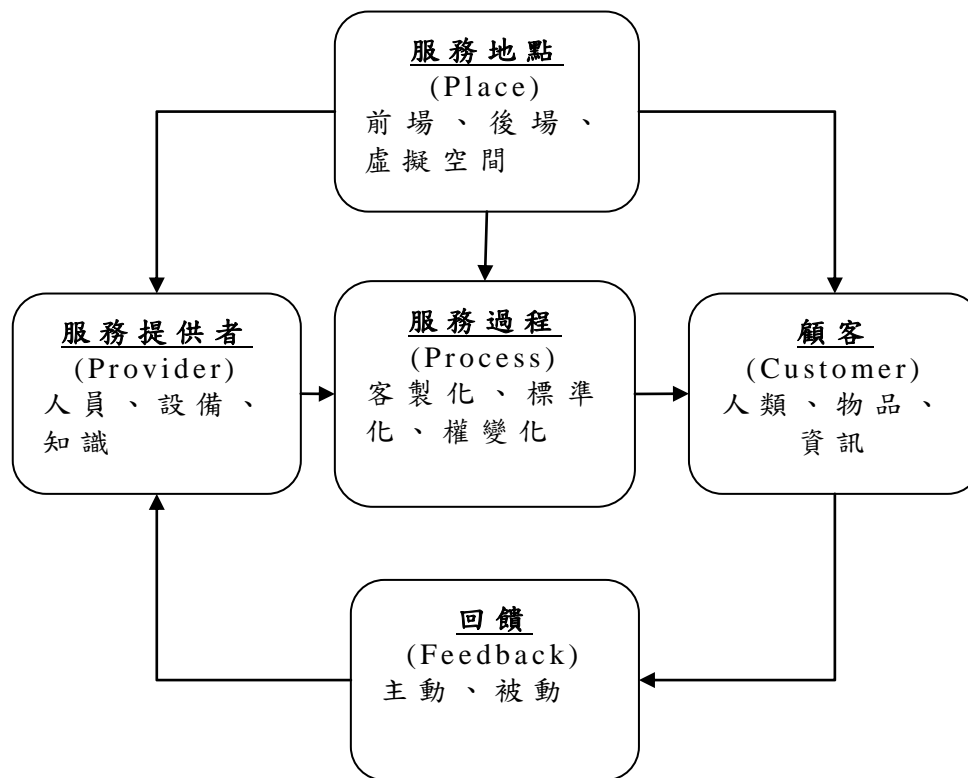 服務地點
(Place)
前場、後場、
虛擬空間
服務提供者
(Provider)
人員、設備、
知識
服務過程
(Process)
客製化、標準
化、權變化
顧客
(Customer)
人類、物品、
資訊
回饋
(Feedback)
主動、被動